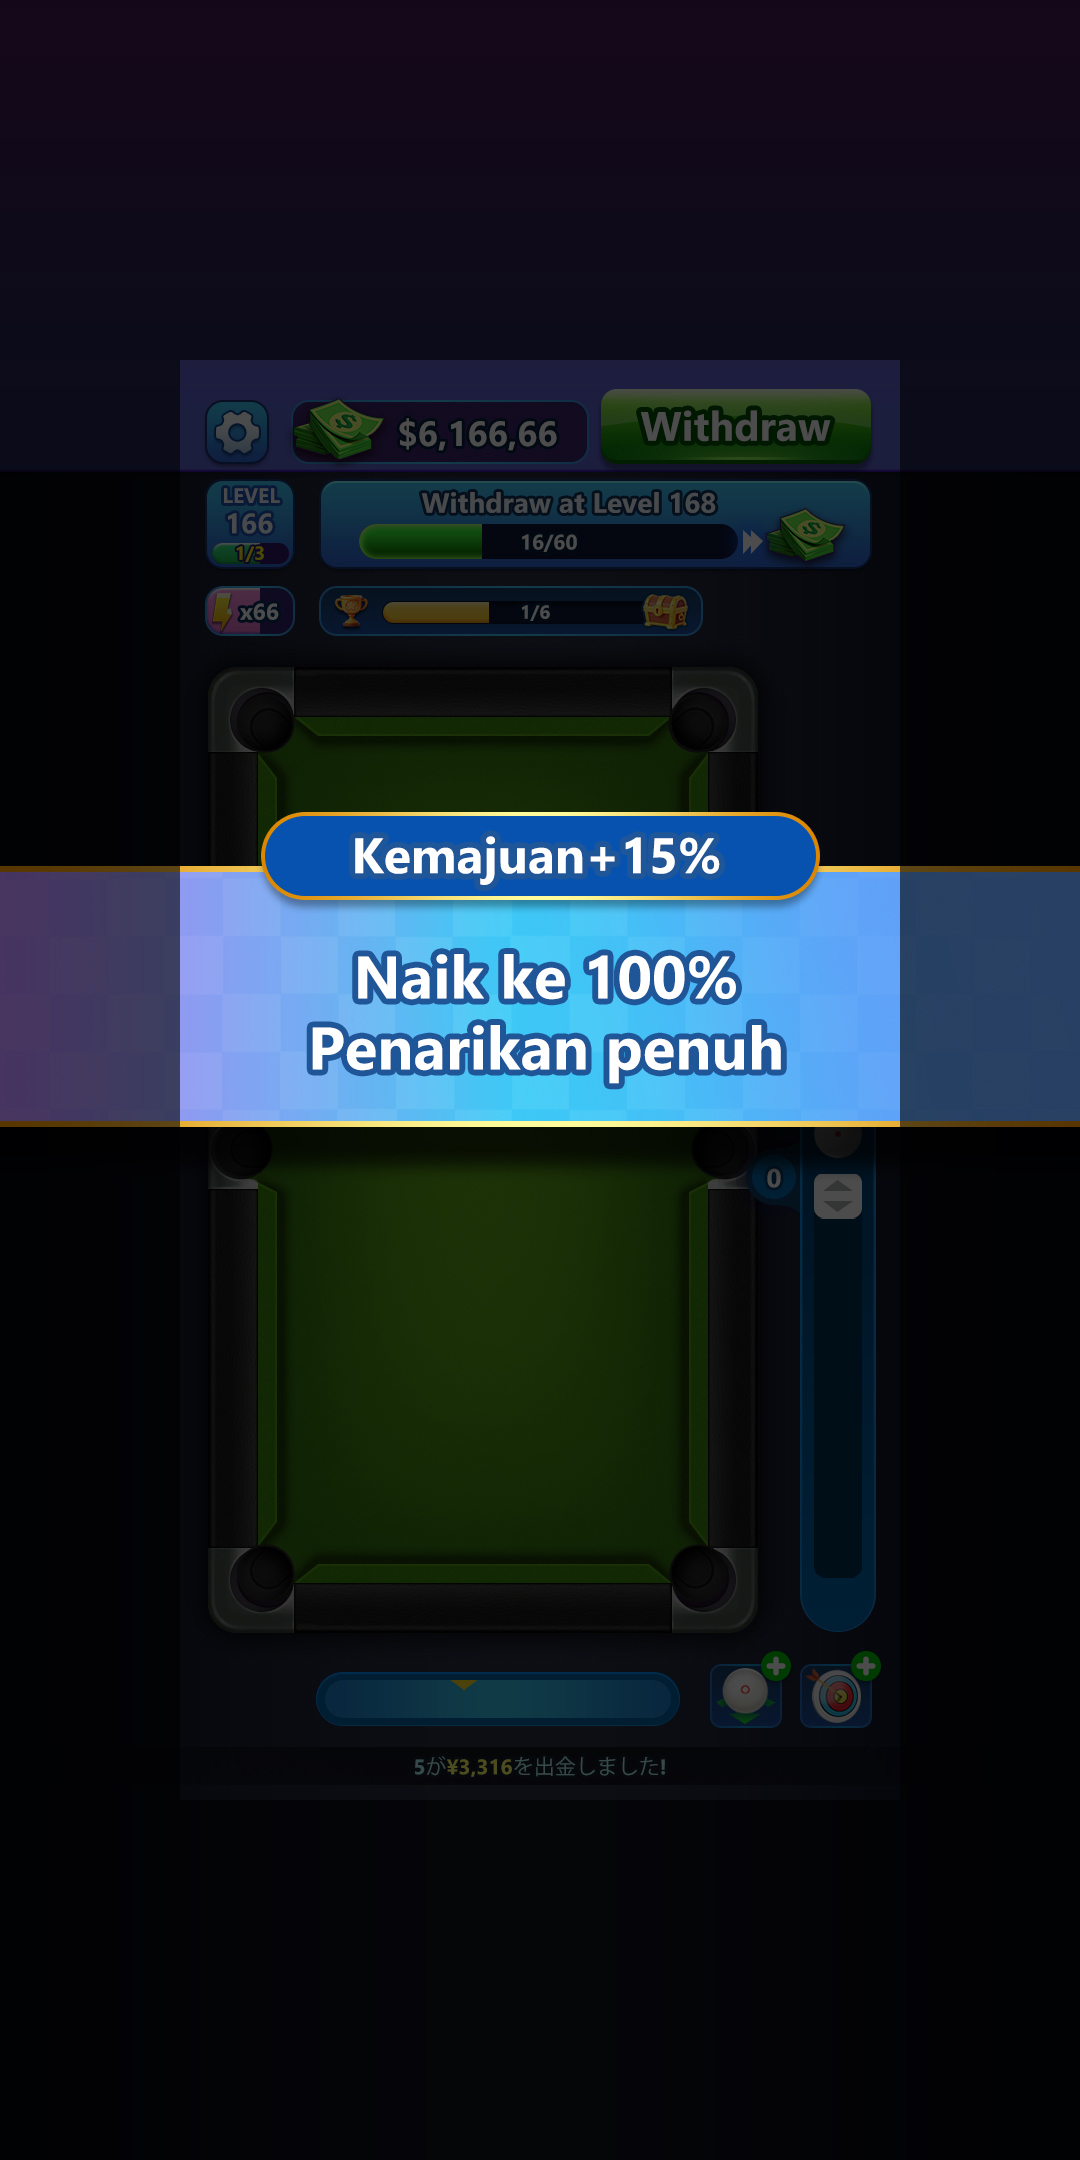 $6,166,66
Withdraw
LEVEL
166
1/3
Withdraw at Level 168
16/60
x66
1/6
Kemajuan+15%
Naik ke 100%
Penarikan penuh
0
5が¥3,316を出金しました!